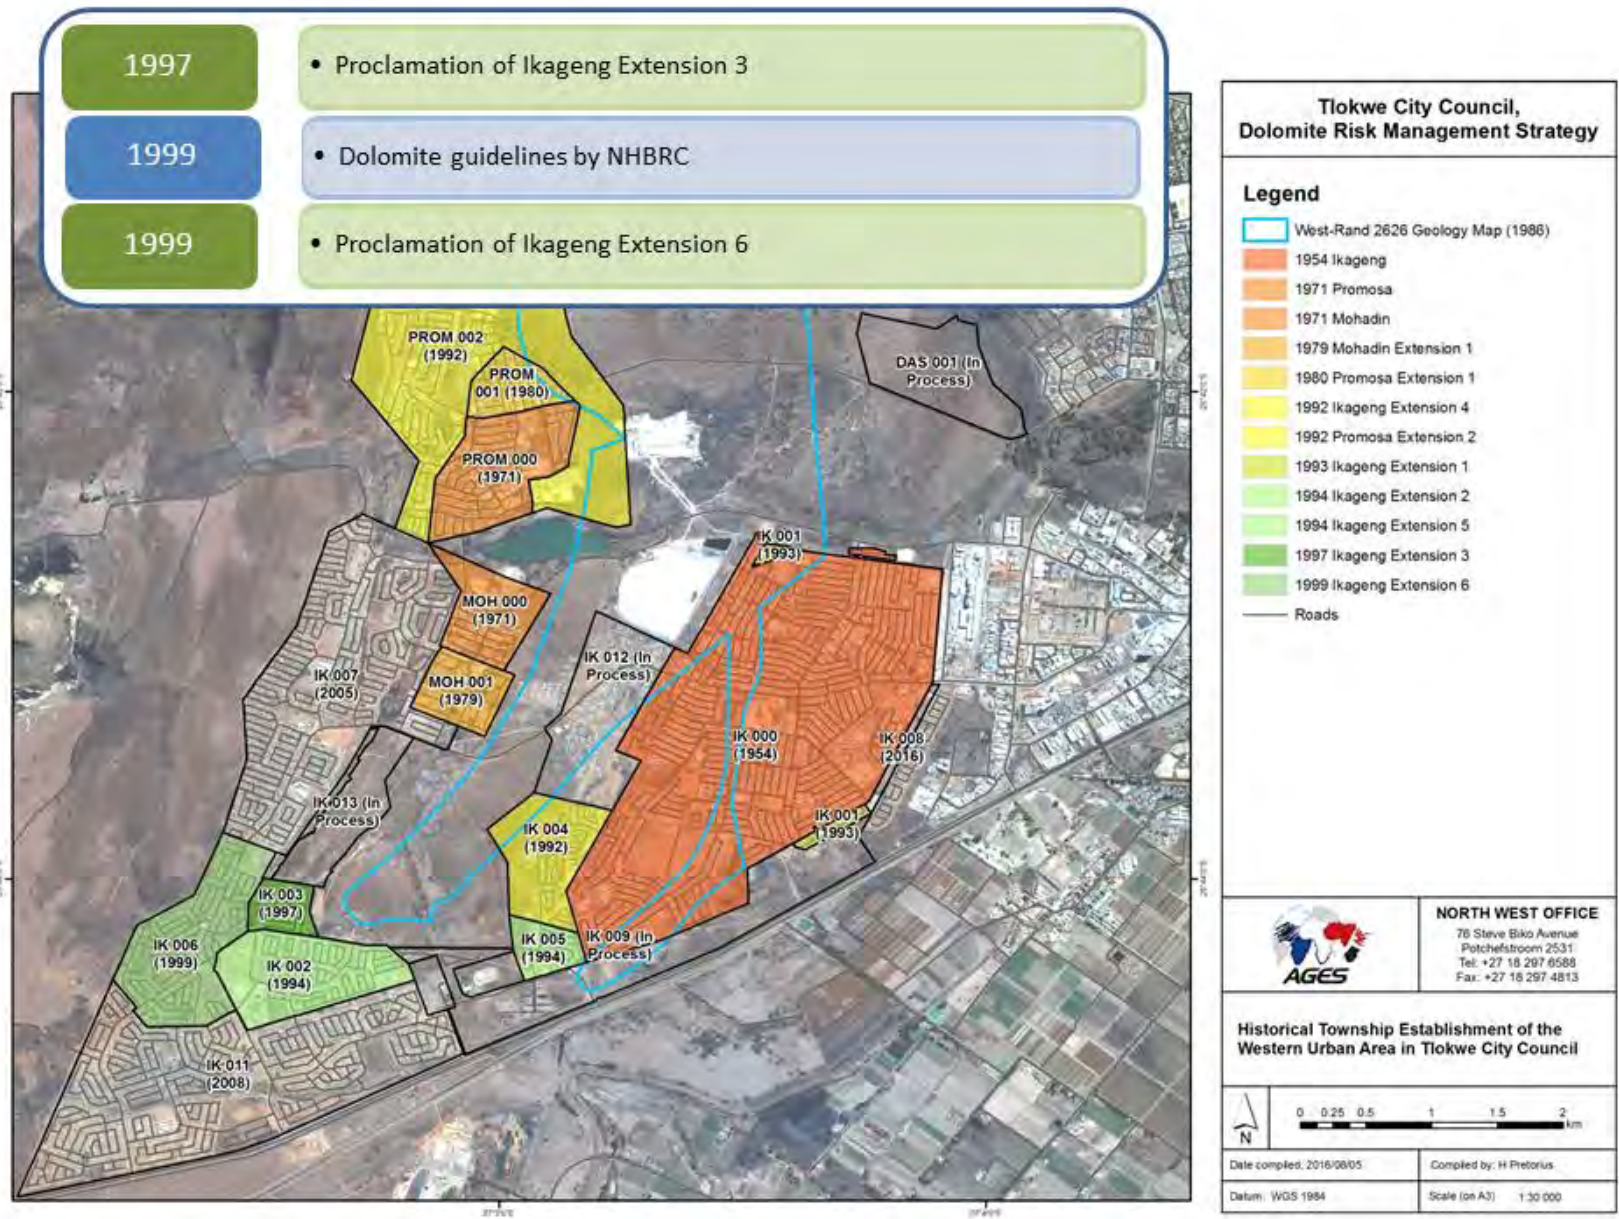 1997
• Proclamation of Ikageng Extension 3
1999
• Dolomite guidelines by NHBRC
1999
• Proclamation of Ikageng Extension 6
PROM 002
(1992)
PROM
001 (1980)
PROM 000
(1971)
DAS 001 (In
Process)
IK 001
(1993)
MOH 000
(1971)
MOH 001
(1979)
IK 007
(2005)
IK 012 (In
Process)
IK 000
(1954)
IK 008
(2016)
IK 013 (In
Process)
IK 004
(1992)
IK 001
(1993)
IK 003
(1997)
IK 006
(1999)
IK 002
(1994)
IK 005
(1994)
IK 009 (In
Process)
IK 011
(2008)
Tlokwe City Council,
Dolomite Risk Management Strategy
Legend
West-Rand 2626 Geology Map (1986)
1954 Ikageng
1971 Promosa
1971 Mohadin
1979 Mohadin Extension 1
1980 Promosa Extension 1
1992 Ikageng Extension 4
1992 Promosa Extension 2
1993 Ikageng Extension 1
1994 Ikageng Extension 2
1994 Ikageng Extension 5
1997 Ikageng Extension 3
1999 Ikageng Extension 6
Roads
AGES
NORTH WEST OFFICE
76 Steve Biko Avenue
Potchefstroom 2531
Tel: +27 18 297 6588
Fax: +27 18 297 4813
Historical Township Establishment of the
Western Urban Area in Tlokwe City Council
N
0 0.25 0.5 1 1.5 2
km
Date compiled: 2016/08/05
Compiled by: H Pretorius
Datum: WGS 1984
Scale (on A3) 1:30 000